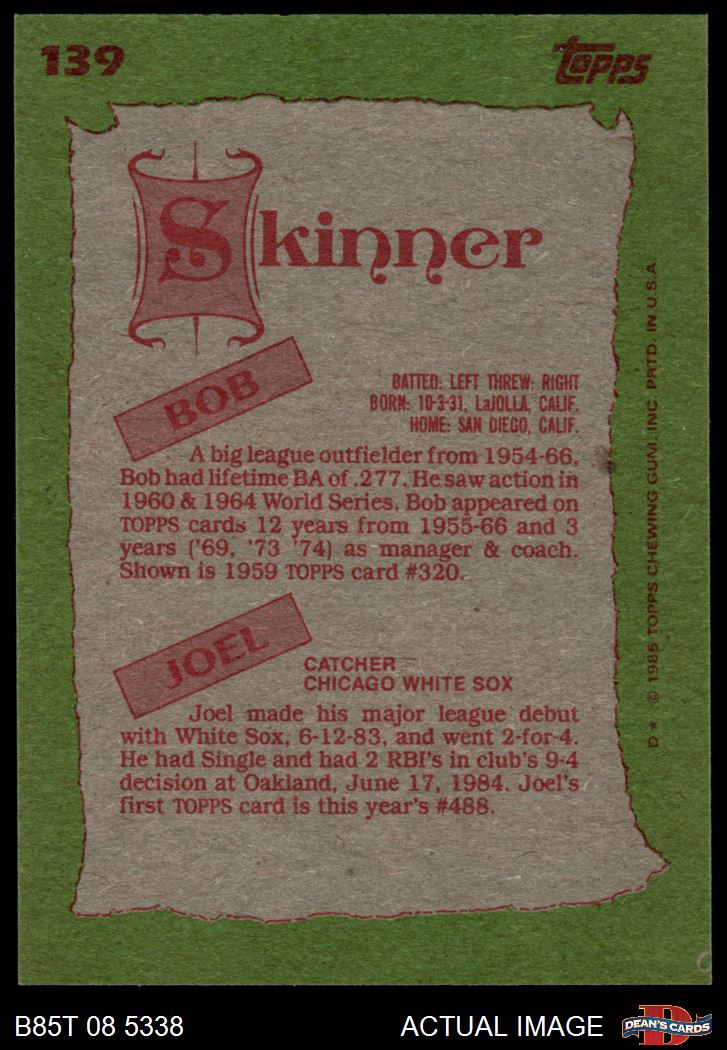 139
TOPPS
Skinner
BOB
BATTED: LEFT THREW: RIGHT
BORN: 10-3-31, LaJOLLA, CALIF.
HOME: SAN DIEGO, CALIF.
A big league outfielder from 1954-66,
Bob had lifetime BA of .277. He saw action in
1960 & 1964 World Series. Bob appeared on
TOPPS cards 12 years from 1955-66 and 3
years ('69, '73 '74) as manager & coach.
Shown is 1959 TOPPS card #320.
JOEL
CATCHER
CHICAGO WHITE SOX
Joel made his major league debut
with White Sox, 6-12-83, and went 2-for-4.
He had Single and had 2 RBI's in club's 9-4
decision at Oakland, June 17, 1984. Joel's
first TOPPS card is this year's #488.
D* © 1985 TOPPS CHEWING GUM, INC. PRTD. IN U.S.A
B85T 08 5338
ACTUAL IMAGE
D
DEAN'S CARDS